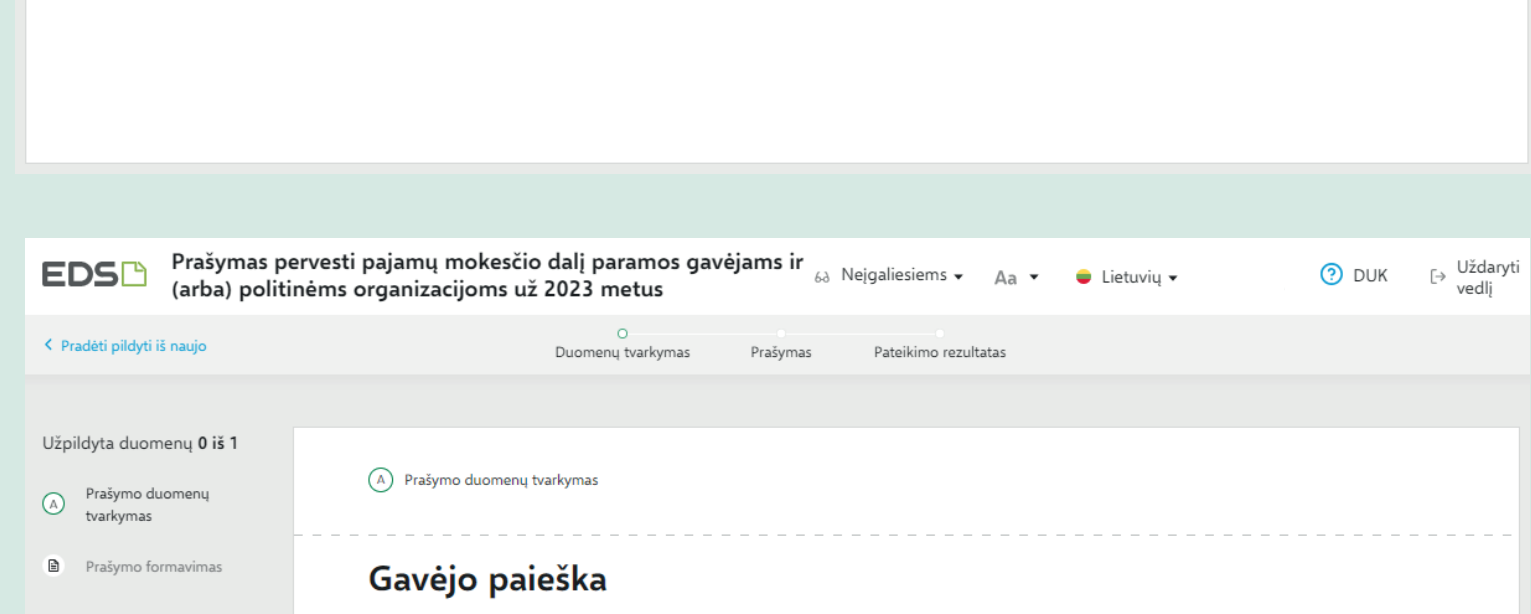 EDS
Prašymas pervesti pajamų mokesčio dalį paramos gavėjams ir
(arba) politinėms organizacijoms už 2023 metus
Neįgaliesiems
Aa
Lietuvių
? DUK
Uždaryti
vedlį
Pradėti pildyti iš naujo
Duomenų tvarkymas
Prašymas
Pateikimo rezultatas
Užpildyta duomenų 0 iš 1
A Prašymo duomenų
tvarkymas
Prašymo formavimas
A Prašymo duomenų tvarkymas
Gavėjo paieška